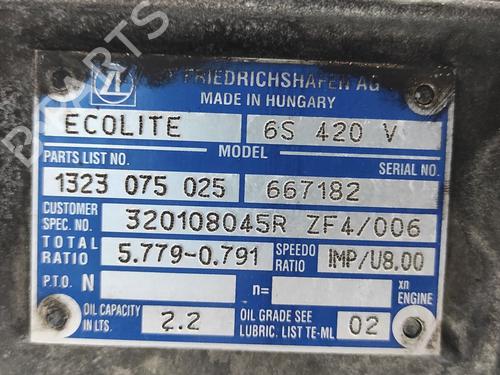 ZF FRIEDRICHSHAFEN AG
MADE IN HUNGARY
ECOLITE 6S 420 V
PARTS LIST NO. MODEL SERIAL NO.
1323 075 025 667182
CUSTOMER SPEC. NO. 320108045R ZF4/006
TOTAL RATIO 5.779-0.791 SPEEDO RATIO IMP/U8.00
P.T.O. N n= xn ENGINE
OIL CAPACITY IN LTS. 2.2 OIL GRADE SEE LUBRIC. LIST TE-ML 02